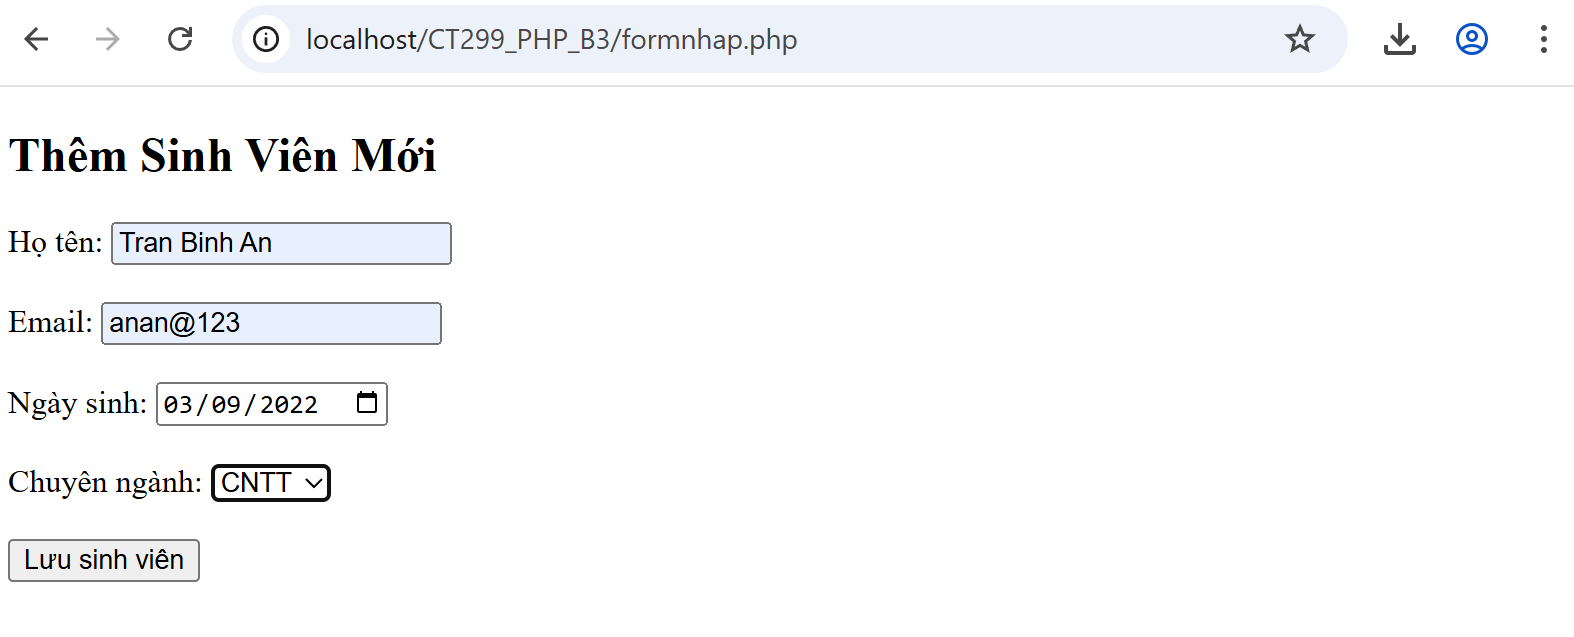 localhost/CT299_PHP_B3/formnhap.php
Thêm Sinh Viên Mới
Họ tên: Tran Binh An
Email: anan@123
Ngày sinh: 03/09/2022
Chuyên ngành: CNTT
Lưu sinh viên